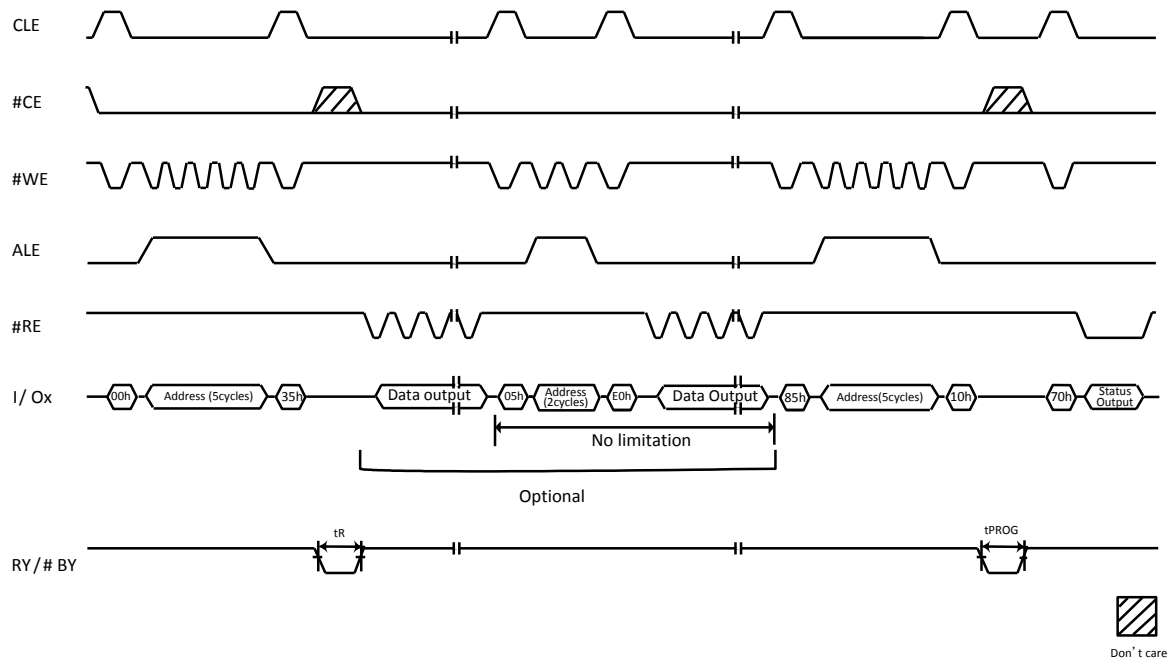 CLE
#CE
#WE
ALE
#RE
I/Ox
00h
Address (5cycles)
35h
Data output
05h
Address
(2cycles)
E0h
Data Output
85h
Address(5cycles)
10h
70h
Status
Output
No limitation
Optional
tR
tPROG
RY/# BY
Don't care